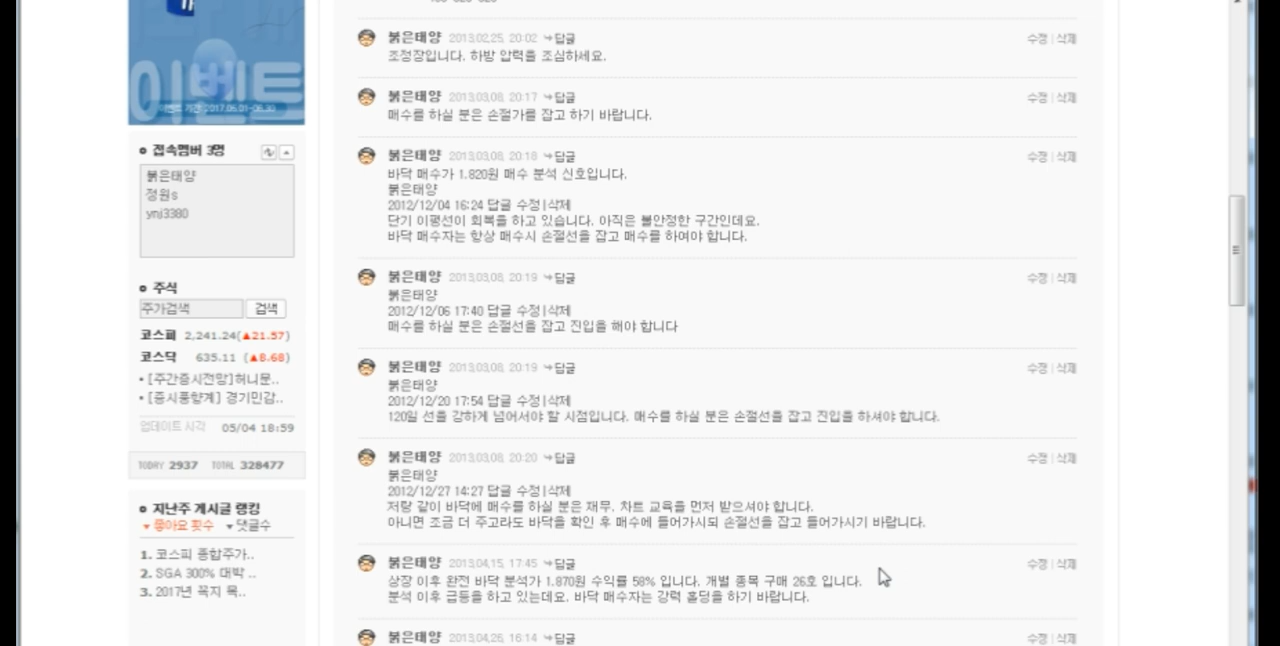 이벤트
이벤트 기간: 2017.06.01~06.30
접속멤버 3명
붉은태양
정원s
ymi3380
주식
주가검색 검색
코스피 2,241.24(▲21.57)
코스닥 635.11 (▲8.68)
• [주간증시전망]허니문..
• [증시풍향계] 경기민감..
업데이트 시각 05/04 18:59
TODAY 2937 TOTAL 328477
지난주 게시글 랭킹
▼좋아요 횟수 ▼댓글수
1. 코스피 종합주가..
2. SGA 300% 대박 ..
3. 2017년 꼭지 목..
붉은태양 2013.02.25. 20:02 답글 수정 | 삭제
조정장입니다. 하방 압력을 조심하세요.
붉은태양 2013.03.08. 20:17 답글 수정 | 삭제
매수를 하실 분은 손절가를 잡고 하기 바랍니다.
붉은태양 2013.03.08. 20:18 답글 수정 | 삭제
바닥 매수가 1.820원 매수 분석 신호입니다.
붉은태양
2012/12/04 16:24 답글 수정|삭제
단기 이평선이 회복을 하고 있습니다. 아직은 불안정한 구간인데요.
바닥 매수자는 항상 매수시 손절선을 잡고 매수를 하여야 합니다.
붉은태양 2013.03.08. 20:19 답글 수정 | 삭제
붉은태양
2012/12/06 17:40 답글 수정|삭제
매수를 하실 분은 손절선을 잡고 진입을 해야 합니다
붉은태양 2013.03.08. 20:19 답글 수정 | 삭제
붉은태양
2012/12/20 17:54 답글 수정|삭제
120일 선을 강하게 넘어서야 할 시점입니다. 매수를 하실 분은 손절선을 잡고 진입을 하셔야 합니다.
붉은태양 2013.03.08. 20:20 답글 수정 | 삭제
붉은태양
2012/12/27 14:27 답글 수정|삭제
저랑 같이 바닥에 매수를 하실 분은 재무. 차트 교육을 먼저 받으셔야 합니다.
아니면 조금 더 주고라도 바닥을 확인 후 매수에 들어가시되 손절선을 잡고 들어가시기 바랍니다.
붉은태양 2013.04.15. 17:45 답글 수정 | 삭제
상장 이후 완전 바닥 분석가 1.870원 수익률 58% 입니다. 개별 종목 구매 26호 입니다.
분석 이후 급등을 하고 있는데요. 바닥 매수자는 강력 홀딩을 하기 바랍니다.
붉은태양 2013.04.26. 16:14 답글 수정 | 삭제